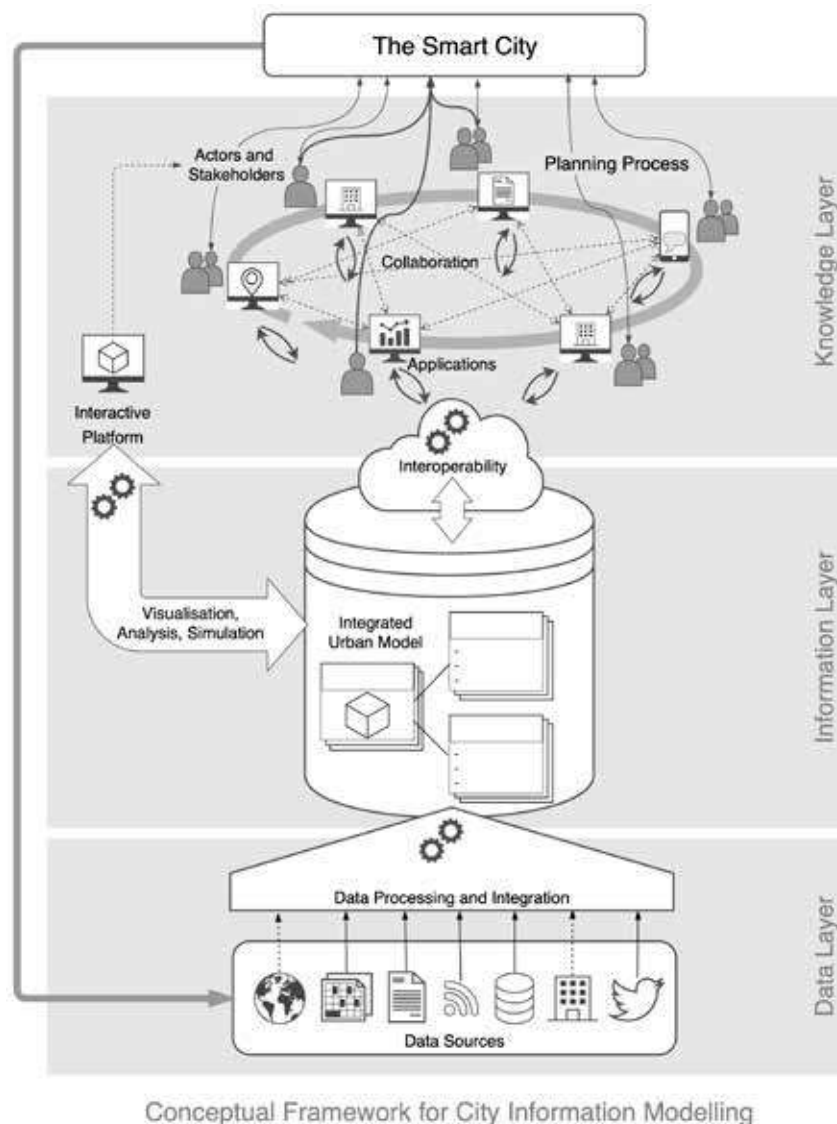 The Smart City
Actors and
Stakeholders
Planning Process
Collaboration
Applications
Knowledge Layer
Interactive
Platform
Interoperability
Visualisation,
Analysis, Simulation
Integrated
Urban Model
Information Layer
Data Processing and Integration
Data Sources
Data Layer
Conceptual Framework for City Information Modelling